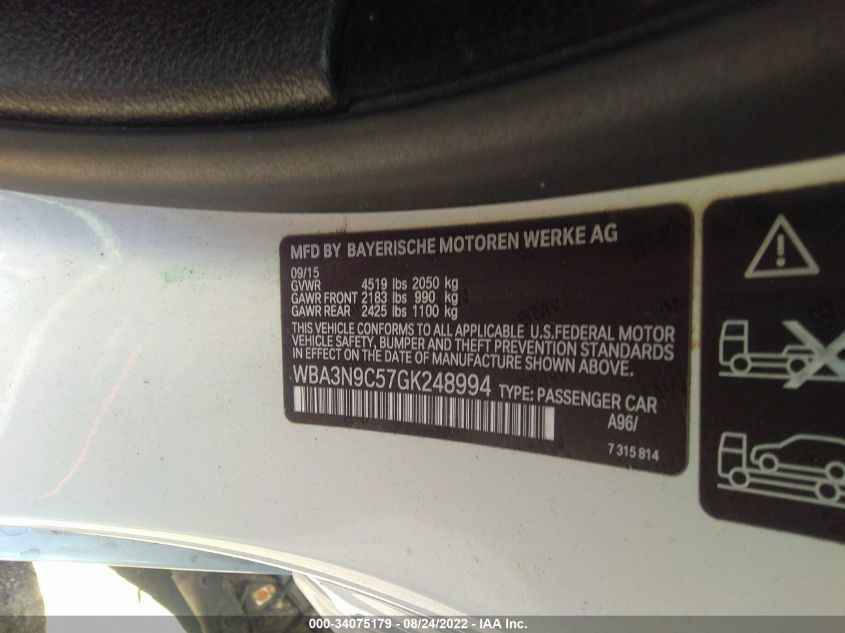 MFD BY BAYERISCHE MOTOREN WERKE AG
09/15
GVWR 4519 lbs 2050 kg
GAWR FRONT 2183 lbs 990 kg
GAWR REAR 2425 lbs 1100 kg
THIS VEHICLE CONFORMS TO ALL APPLICABLE U.S.FEDERAL MOTOR
VEHICLE SAFETY, BUMPER AND THEFT PREVENTION STANDARDS
IN EFFECT ON THE DATE OF MANUFACTURE SHOWN ABOVE.
WBA3N9C57GK248994 TYPE: PASSENGER CAR
A96/
7 315 814
000-34075179 - 08/24/2022 - IAA Inc.